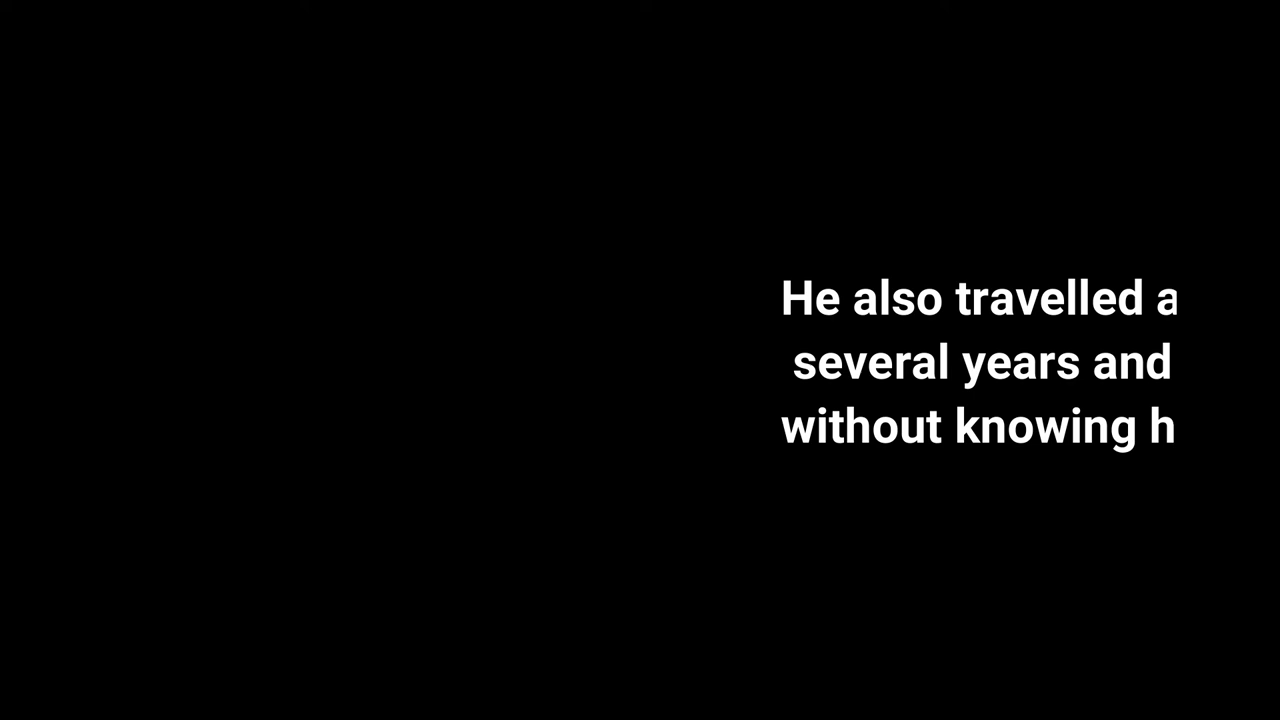 He also travelled a
several years and
without knowing h